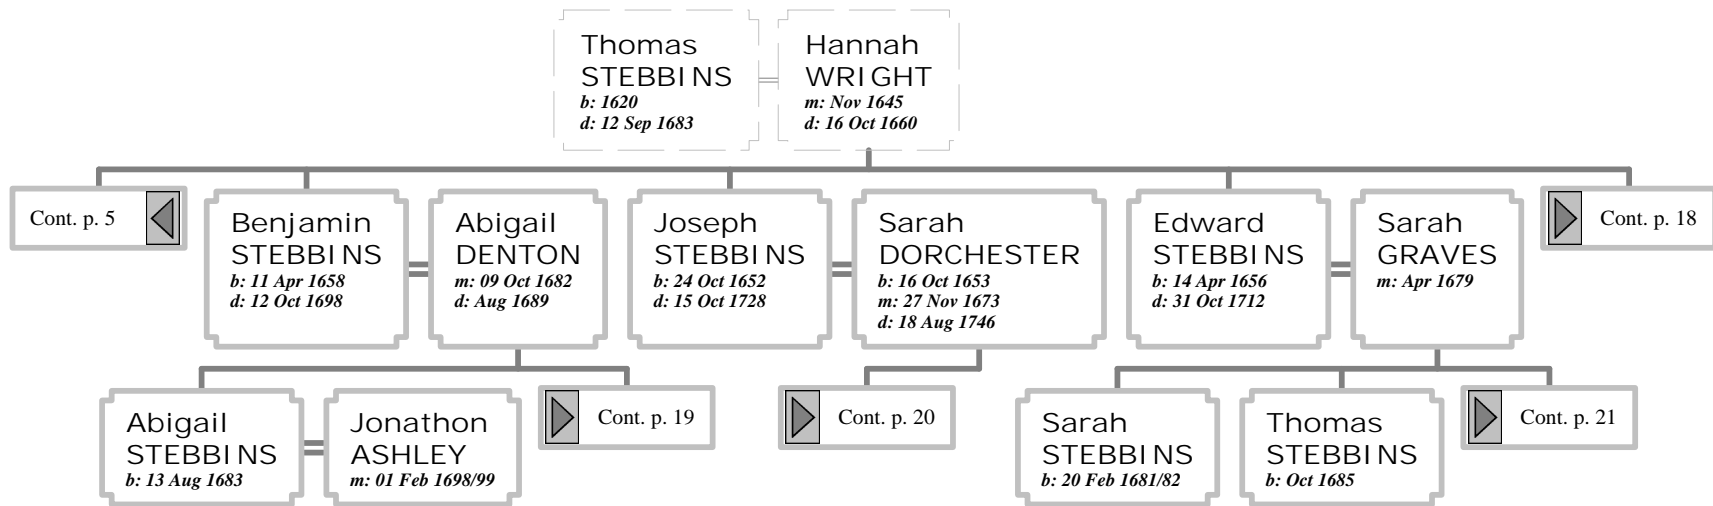 Thomas
STEBBINS
b: 1620
d: 12 Sep 1683
Hannah
WRIGHT
m: Nov 1645
d: 16 Oct 1660
Cont. p. 5
Benjamin
STEBBINS
b: 11 Apr 1658
d: 12 Oct 1698
Abigail
DENTON
m: 09 Oct 1682
d: Aug 1689
Joseph
STEBBINS
b: 24 Oct 1652
d: 15 Oct 1728
Sarah
DORCHESTER
b: 16 Oct 1653
m: 27 Nov 1673
d: 18 Aug 1746
Edward
STEBBINS
b: 14 Apr 1656
d: 31 Oct 1712
Sarah
GRAVES
m: Apr 1679
Cont. p. 18
Abigail
STEBBINS
b: 13 Aug 1683
Jonathon
ASHLEY
m: 01 Feb 1698/99
Cont. p. 19
Cont. p. 20
Sarah
STEBBINS
b: 20 Feb 1681/82
Thomas
STEBBINS
b: Oct 1685
Cont. p. 21